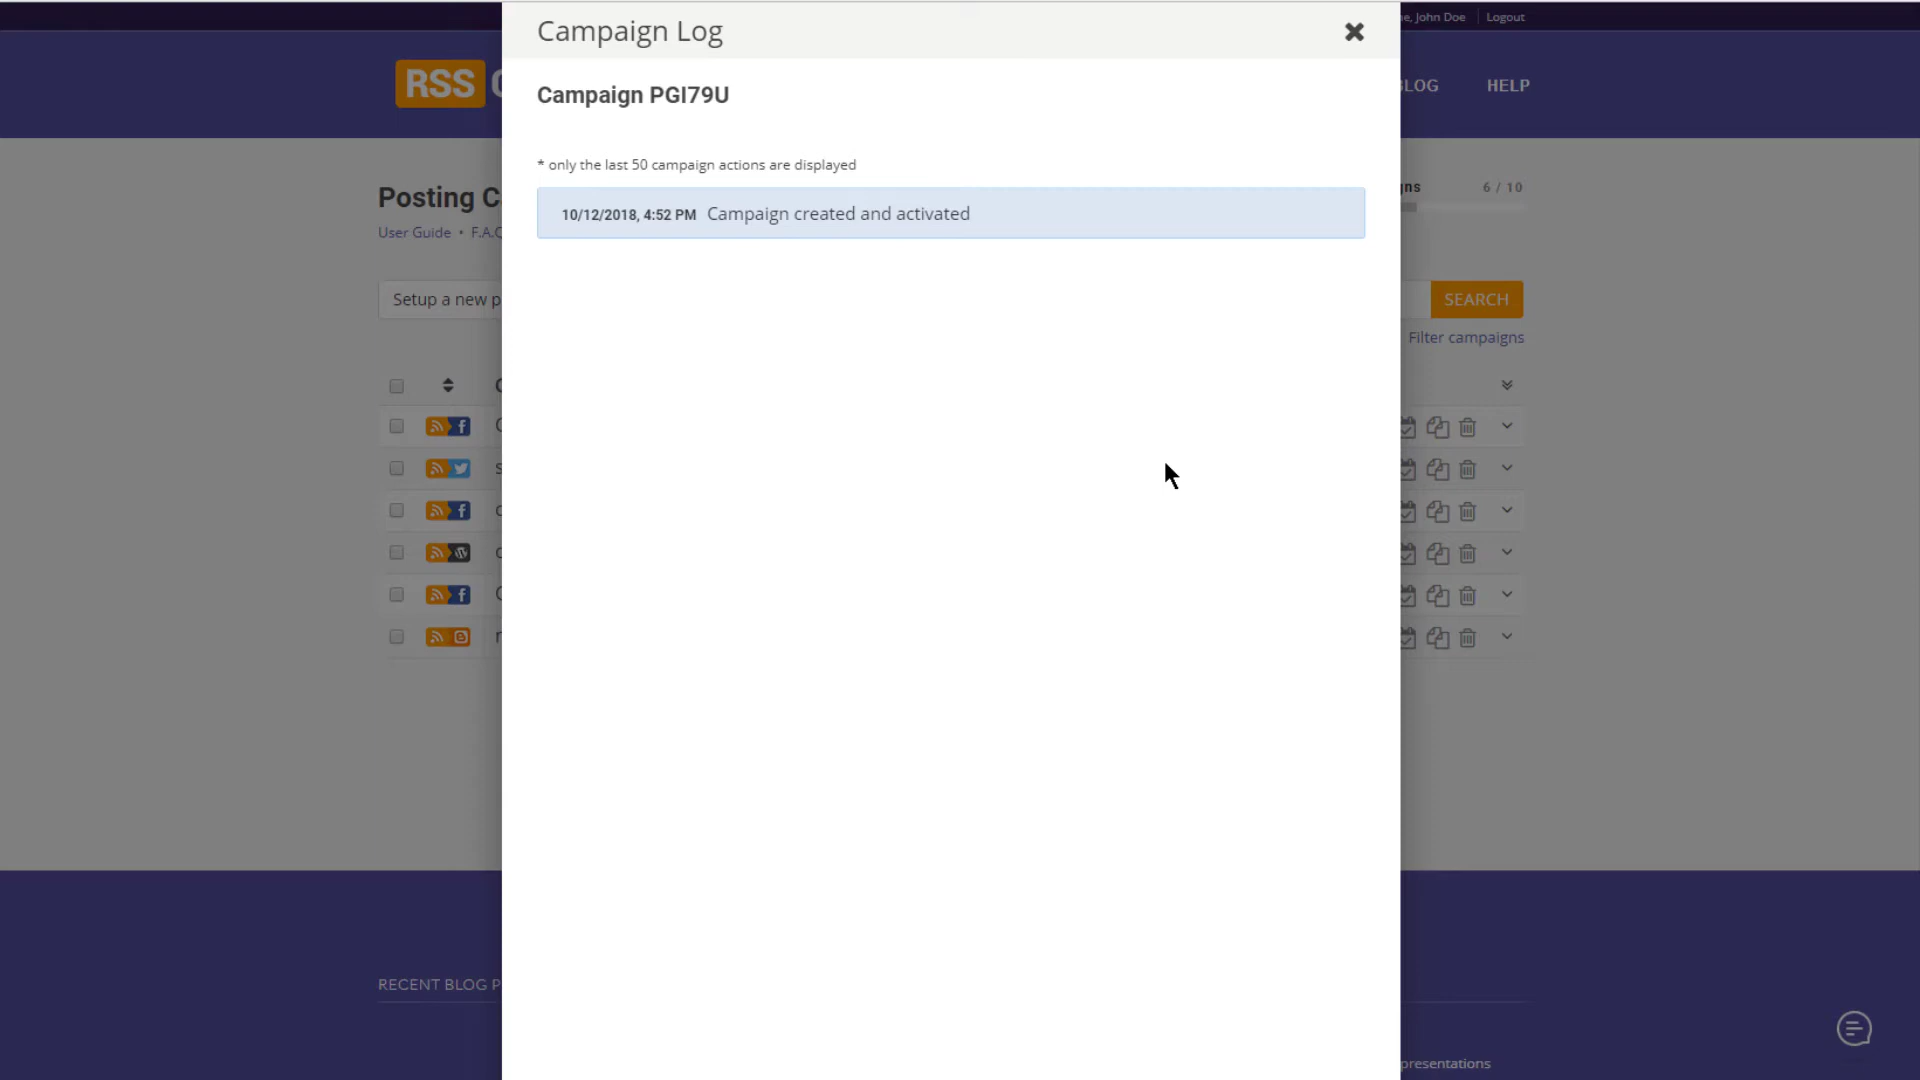 John Doe Logout
Campaign Log
RSS
HELP
Campaign PGI79U
* only the last 50 campaign actions are displayed
Posting
6 / 10
10/12/2018, 4:52 PM Campaign created and activated
User Guide •
Setup a new
SEARCH
Filter campaigns
RECENT BLOG
presentations